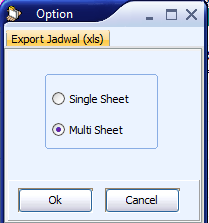 Option
Export Jadwal (xls)
Single Sheet
Multi Sheet
Ok
Cancel